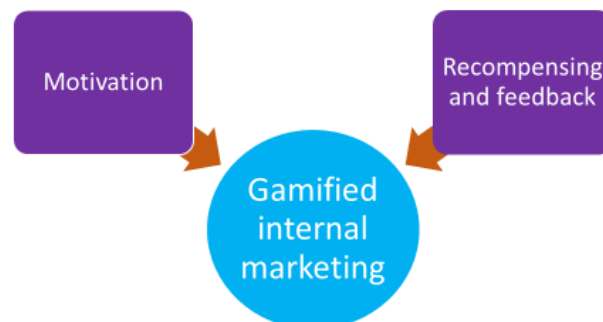 Motivation
Recompensing
and feedback
Gamified
internal
marketing